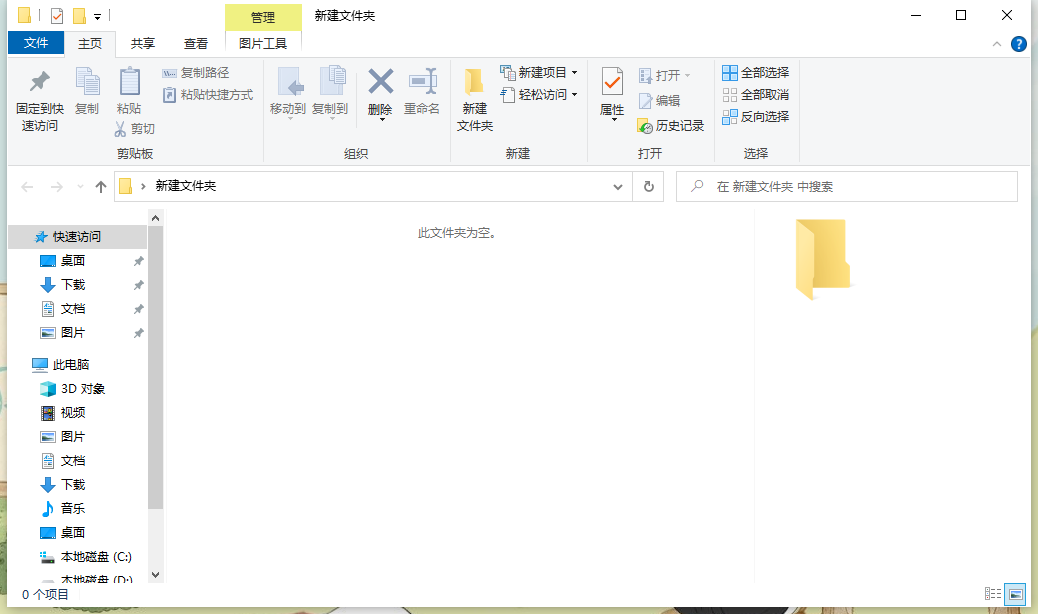 管理
新建文件夹
文件
主页
共享
查看
图片工具
固定到快
速访问
复制
粘贴
复制路径
粘贴快捷方式
剪切
剪贴板
移动到
复制到
删除
重命名
组织
新建
文件夹
新建项目
轻松访问
新建
属性
打开
编辑
历史记录
打开
全部选择
全部取消
反向选择
选择
新建文件夹
在 新建文件夹 中搜索
快速访问
桌面
下载
文档
图片
此电脑
3D 对象
视频
图片
文档
下载
音乐
桌面
本地磁盘 (C:)
本地磁盘 (D:)
此文件夹为空。
0 个项目